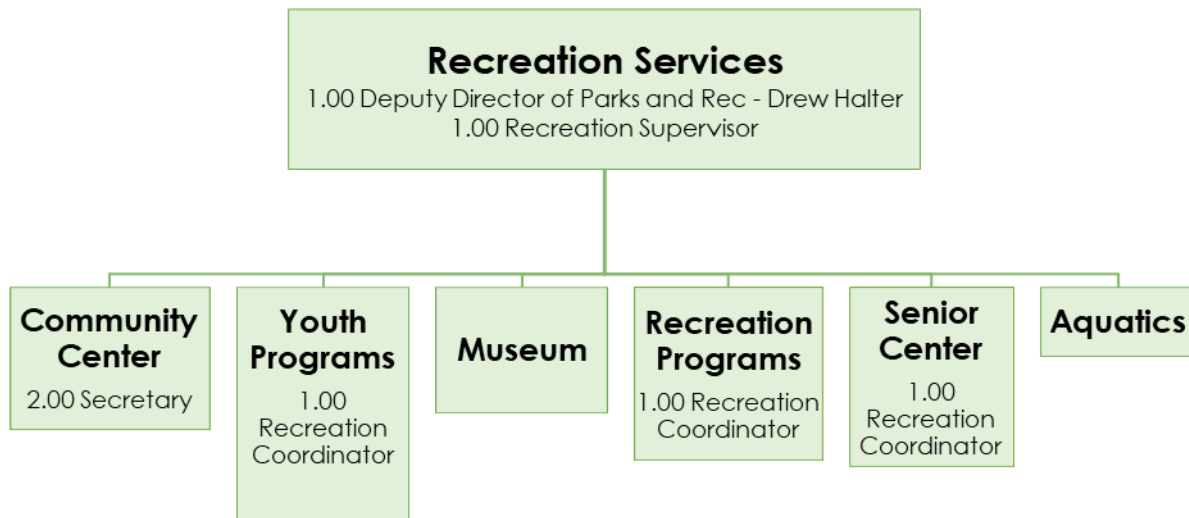 Recreation Services
1.00 Deputy Director of Parks and Rec - Drew Halter
1.00 Recreation Supervisor
Community
Center
2.00 Secretary
Youth
Programs
1.00
Recreation
Coordinator
Museum
Recreation
Programs
1.00 Recreation
Coordinator
Senior
Center
1.00
Recreation
Coordinator
Aquatics